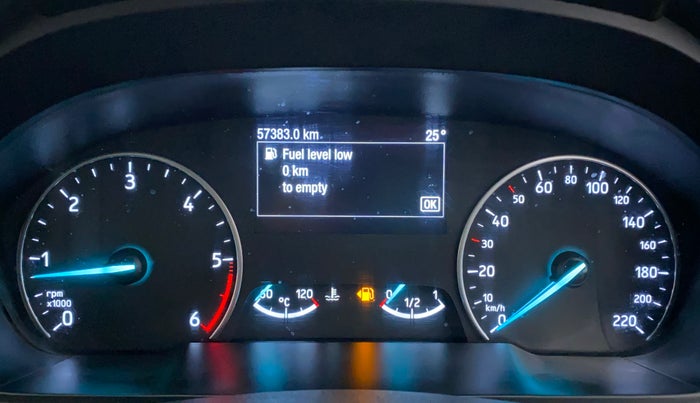 57383.0 km 25°
Fuel level low
0 km
to empty
OK
0 1 2 3 4 5 6
rpm
x1000
60 °C 120
0 1/2 1
0 10 20 30 40 50 60 80 100 120 140 160 180 200 220
km/h